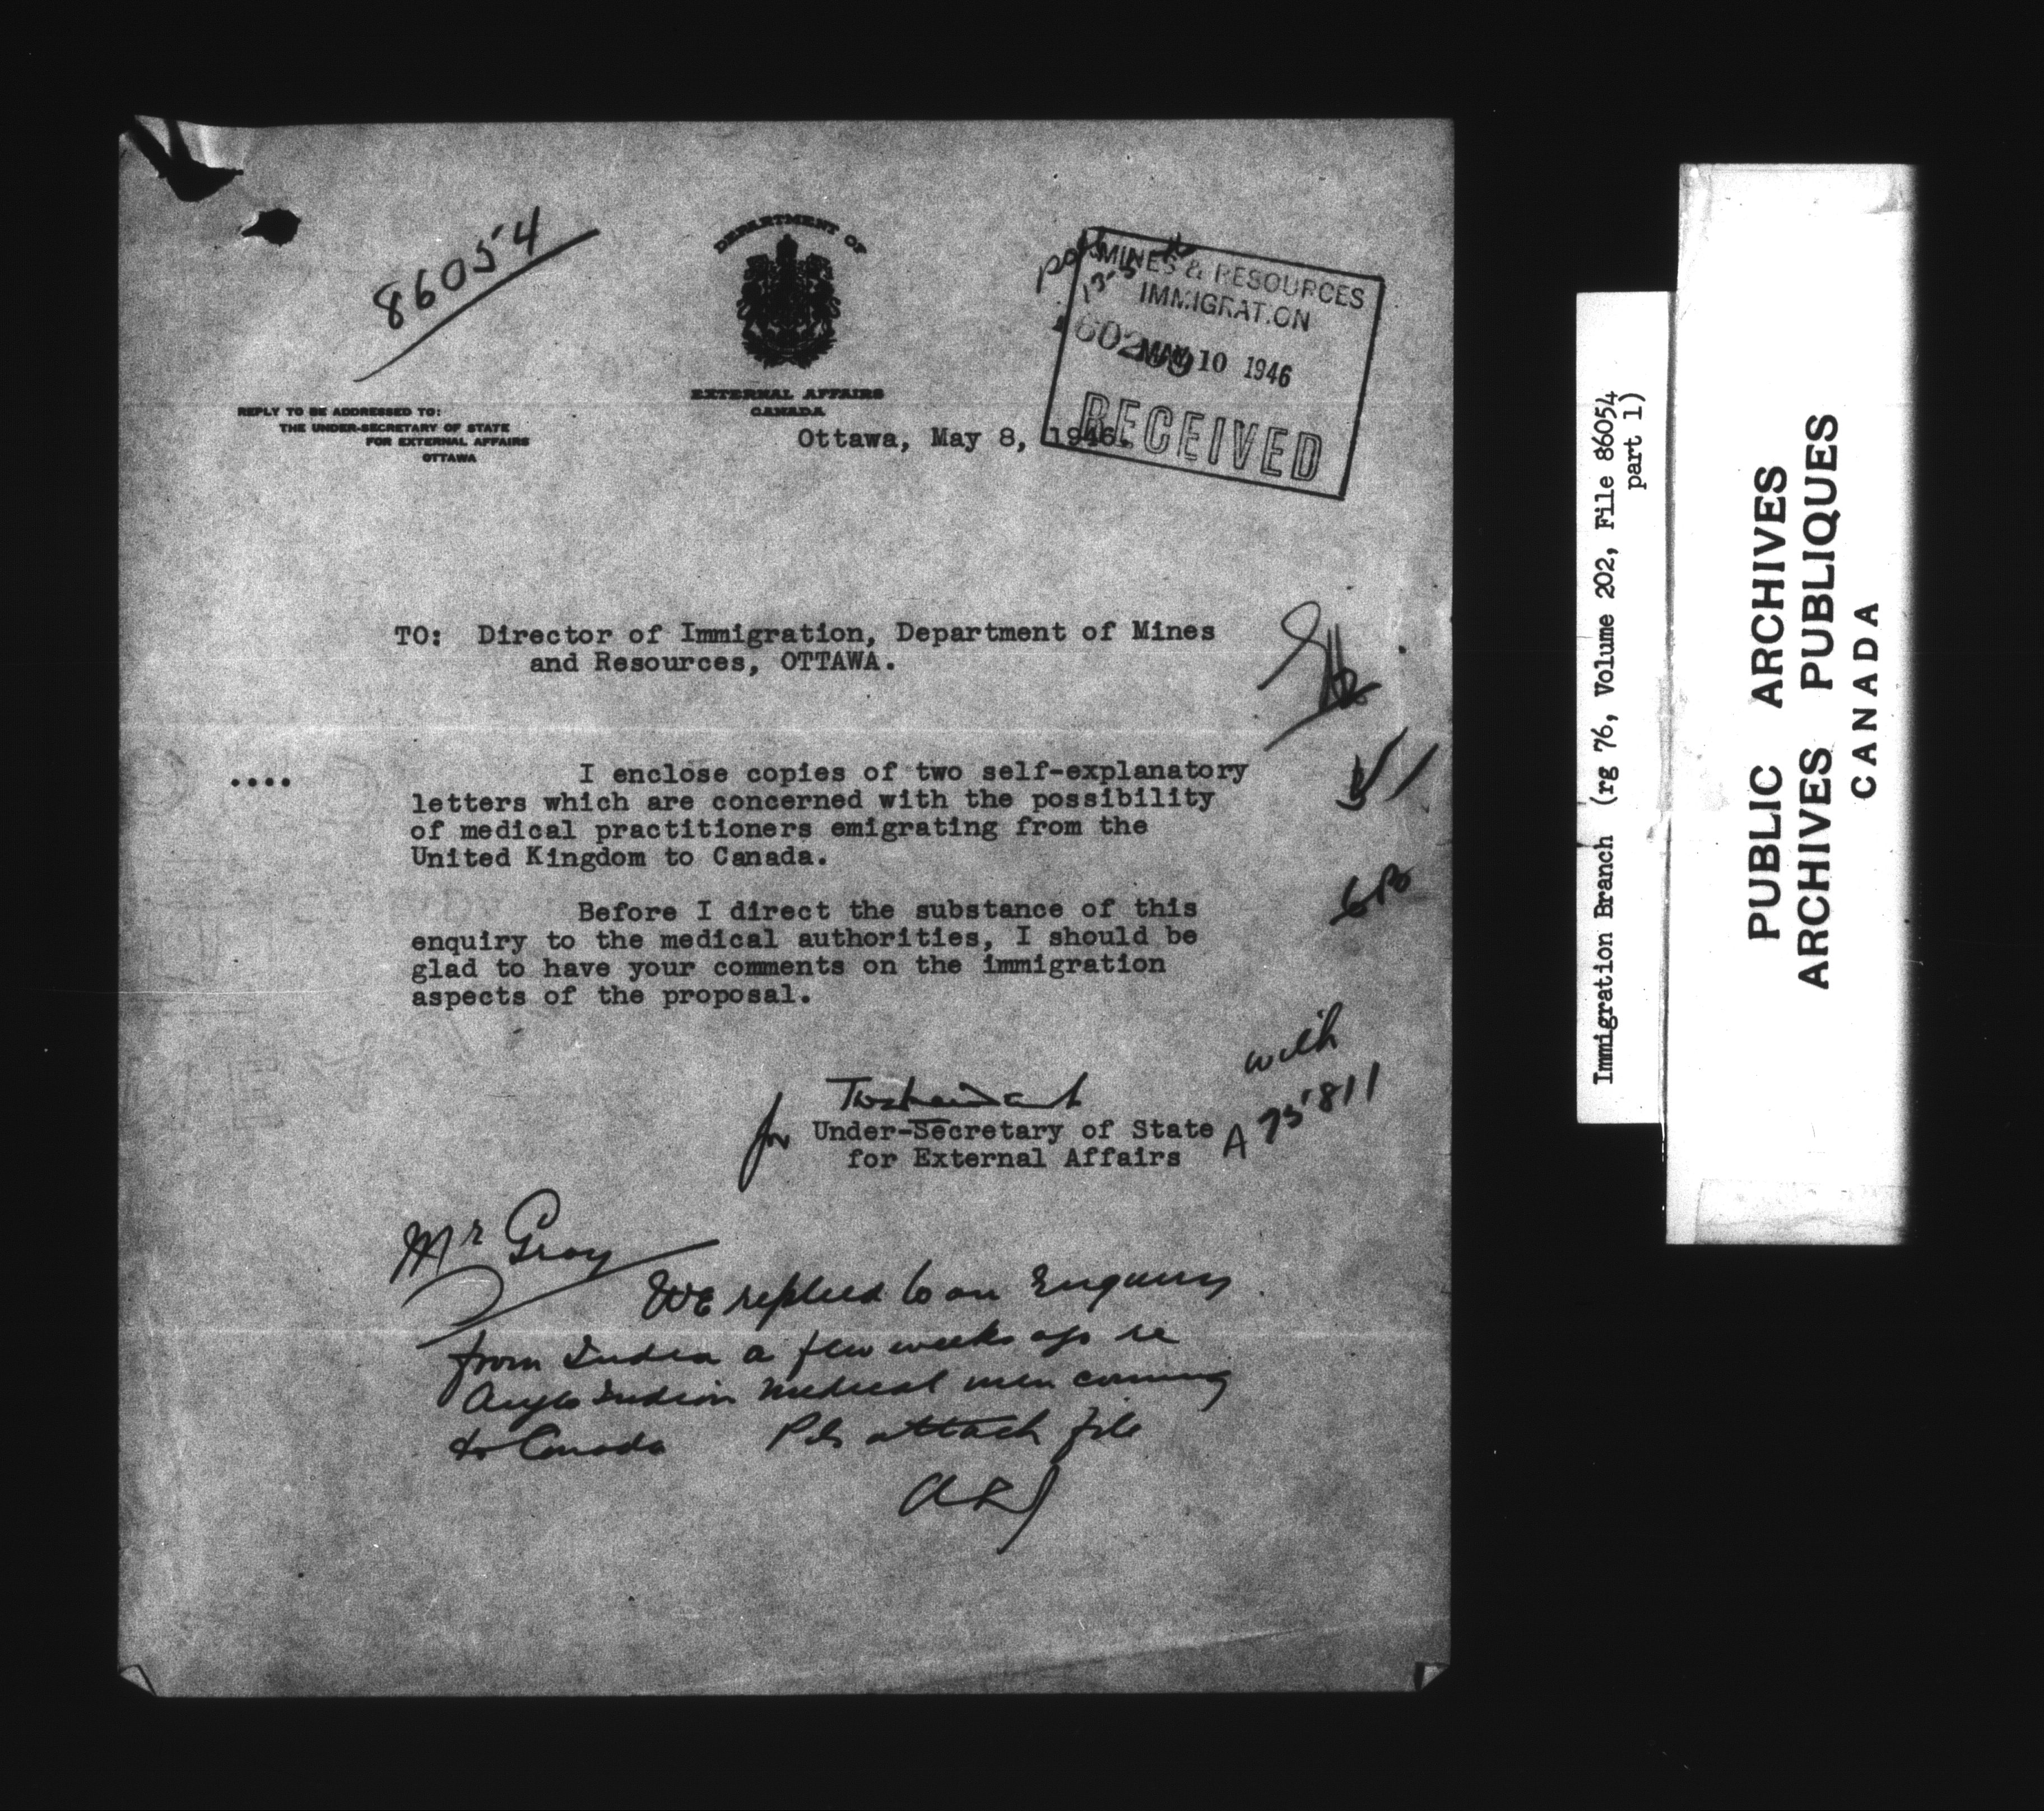 86054
DEPARTMENT OF
EXTERNAL AFFAIRS
CANADA
MINES & RESOURCES
IMMIGRATION
MAY 10 1946
RECEIVED
REPLY TO BE ADDRESSED TO:
THE UNDER-SECRETARY OF STATE
FOR EXTERNAL AFFAIRS
OTTAWA
Ottawa, May 8, 1946.
TO: Director of Immigration, Department of Mines
and Resources, OTTAWA.
.... I enclose copies of two self-explanatory
letters which are concerned with the possibility
of medical practitioners emigrating from the
United Kingdom to Canada.
Before I direct the substance of this
enquiry to the medical authorities, I should be
glad to have your comments on the immigration
aspects of the proposal.
with
A 75811
for Under-Secretary of State
for External Affairs
Mr Gray
We replied to an Enquiry
from India a few weeks ago re
Anglo Indian medical men coming
to Canada Pls attach file
Immigration Branch (rg 76, Volume 202, File 86054
part 1)
PUBLIC ARCHIVES
ARCHIVES PUBLIQUES
CANADA